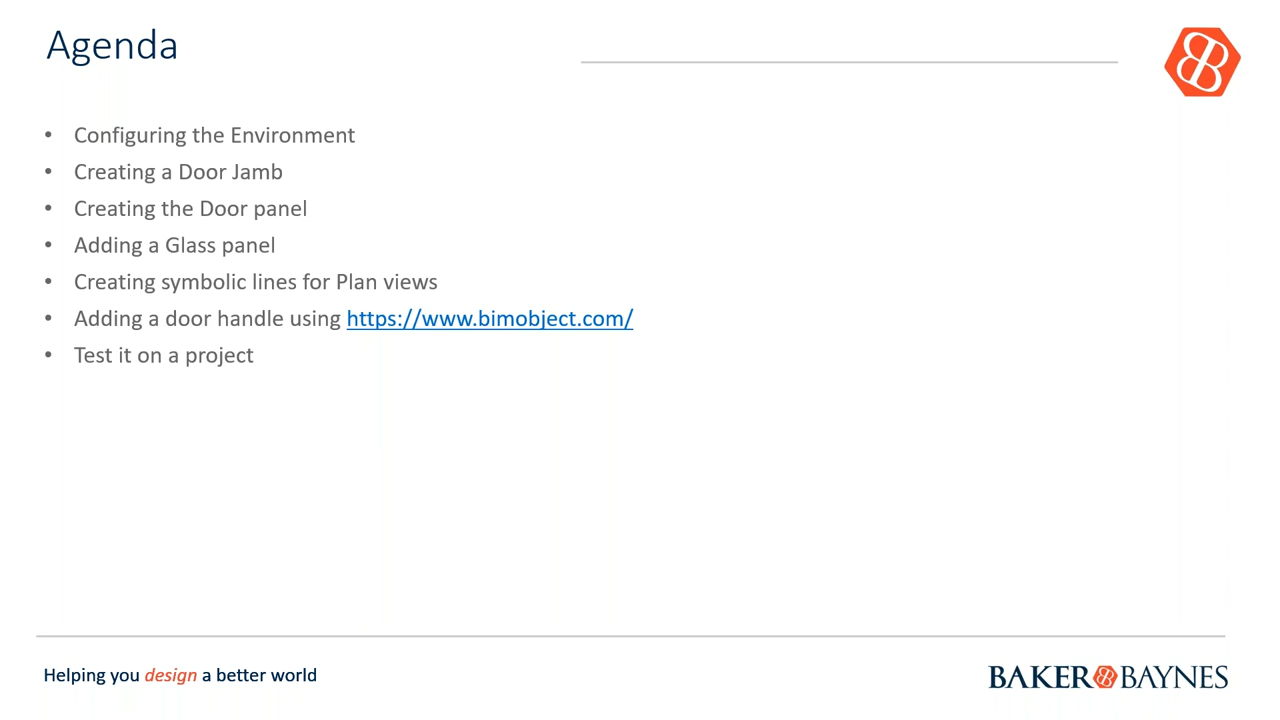 Agenda
• Configuring the Environment
• Creating a Door Jamb
• Creating the Door panel
• Adding a Glass panel
• Creating symbolic lines for Plan views
• Adding a door handle using https://www.bimobject.com/
• Test it on a project
Helping you design a better world
BAKER BAYNES